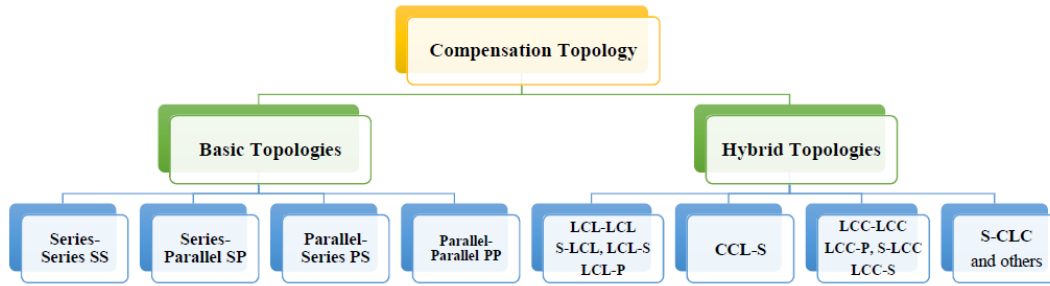 Compensation Topology
Basic Topologies
Hybrid Topologies
Series-
Series SS
Series-
Parallel SP
Parallel-
Series PS
Parallel-
Parallel PP
LCL-LCL
S-LCL, LCL-S
LCL-P
CCL-S
LCC-LCC
LCC-P, S-LCC
LCC-S
S-CLC
and others